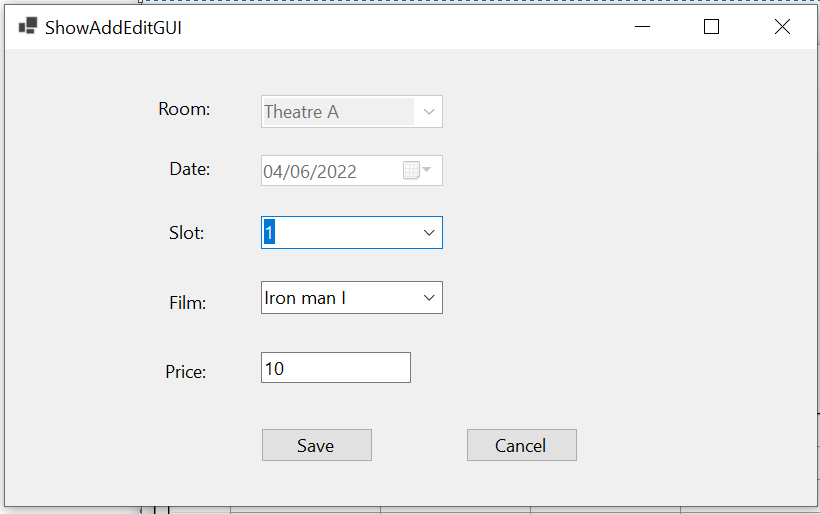 ShowAddEditGUI
Room: Theatre A
Date: 04/06/2022
Slot: 1
Film: Iron man I
Price: 10
Save Cancel